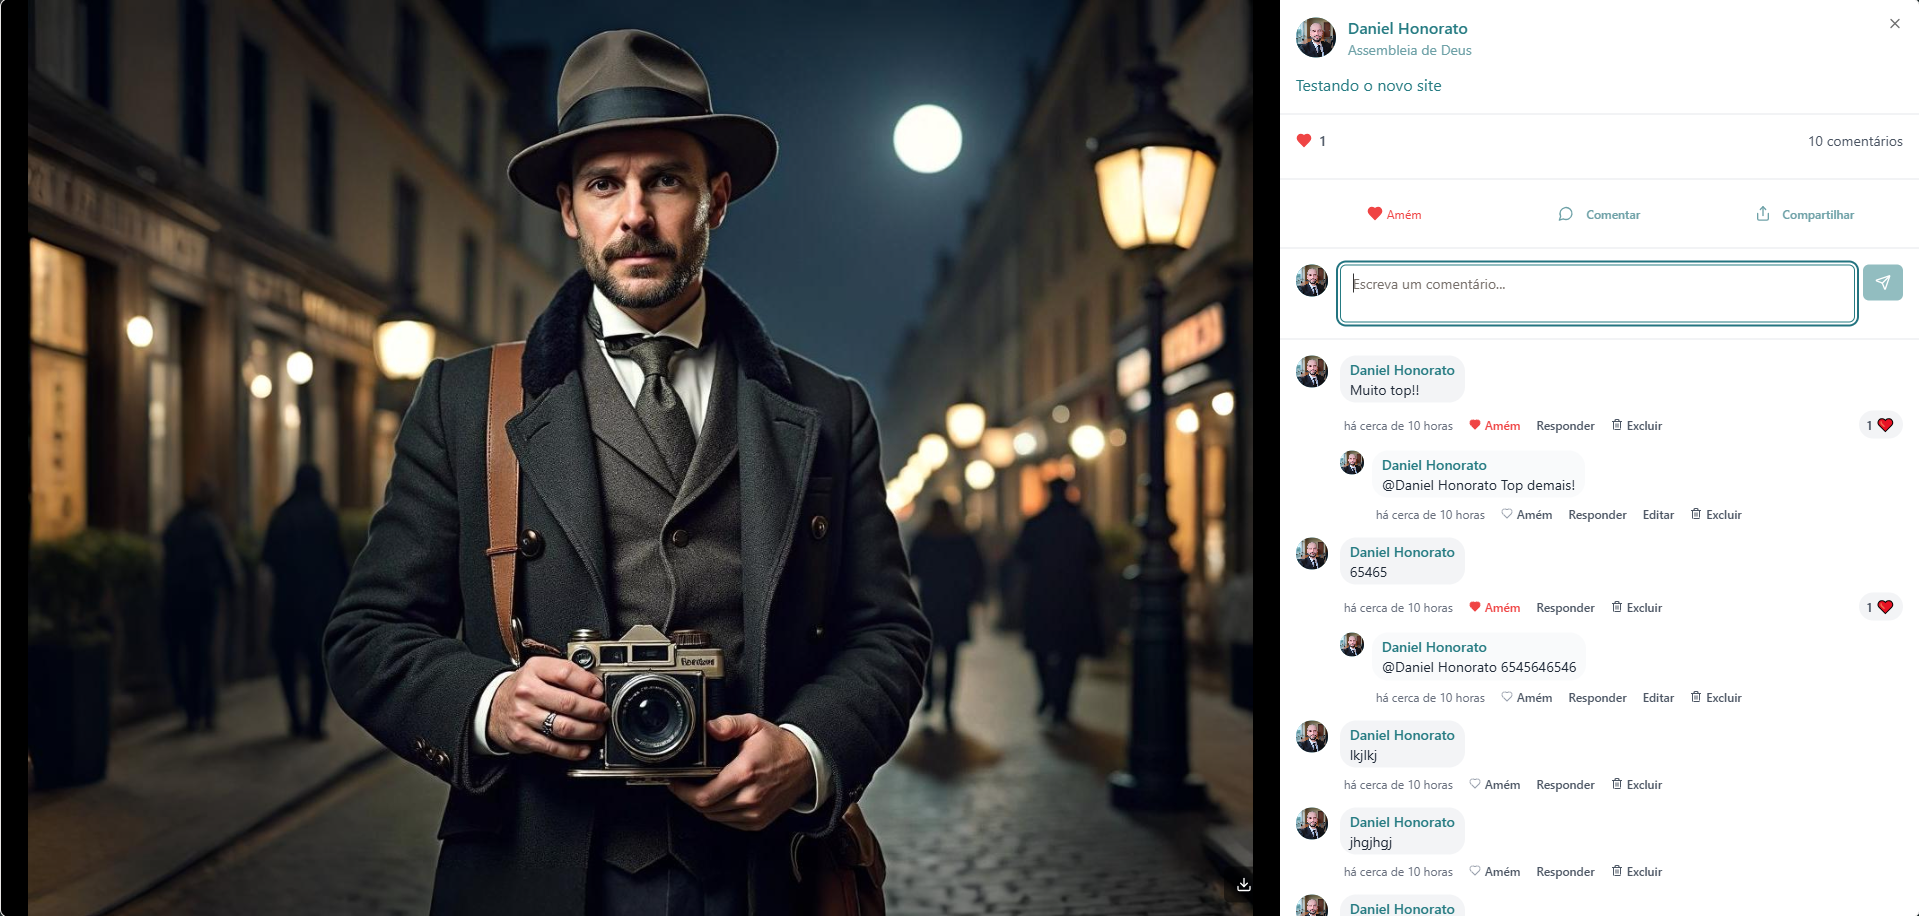 Daniel Honorato
Assembleia de Deus
Testando o novo site
1
10 comentários
Amém
Comentar
Compartilhar
Escreva um comentário...
Daniel Honorato
Muito top!!
há cerca de 10 horas Amém Responder Excluir 1
Daniel Honorato
@Daniel Honorato Top demais!
há cerca de 10 horas Amém Responder Editar Excluir
Daniel Honorato
65465
há cerca de 10 horas Amém Responder Excluir 1
Daniel Honorato
@Daniel Honorato 6545646546
há cerca de 10 horas Amém Responder Editar Excluir
Daniel Honorato
lkjlkj
há cerca de 10 horas Amém Responder Excluir
Daniel Honorato
jhgjhgj
há cerca de 10 horas Amém Responder Excluir
Daniel Honorato